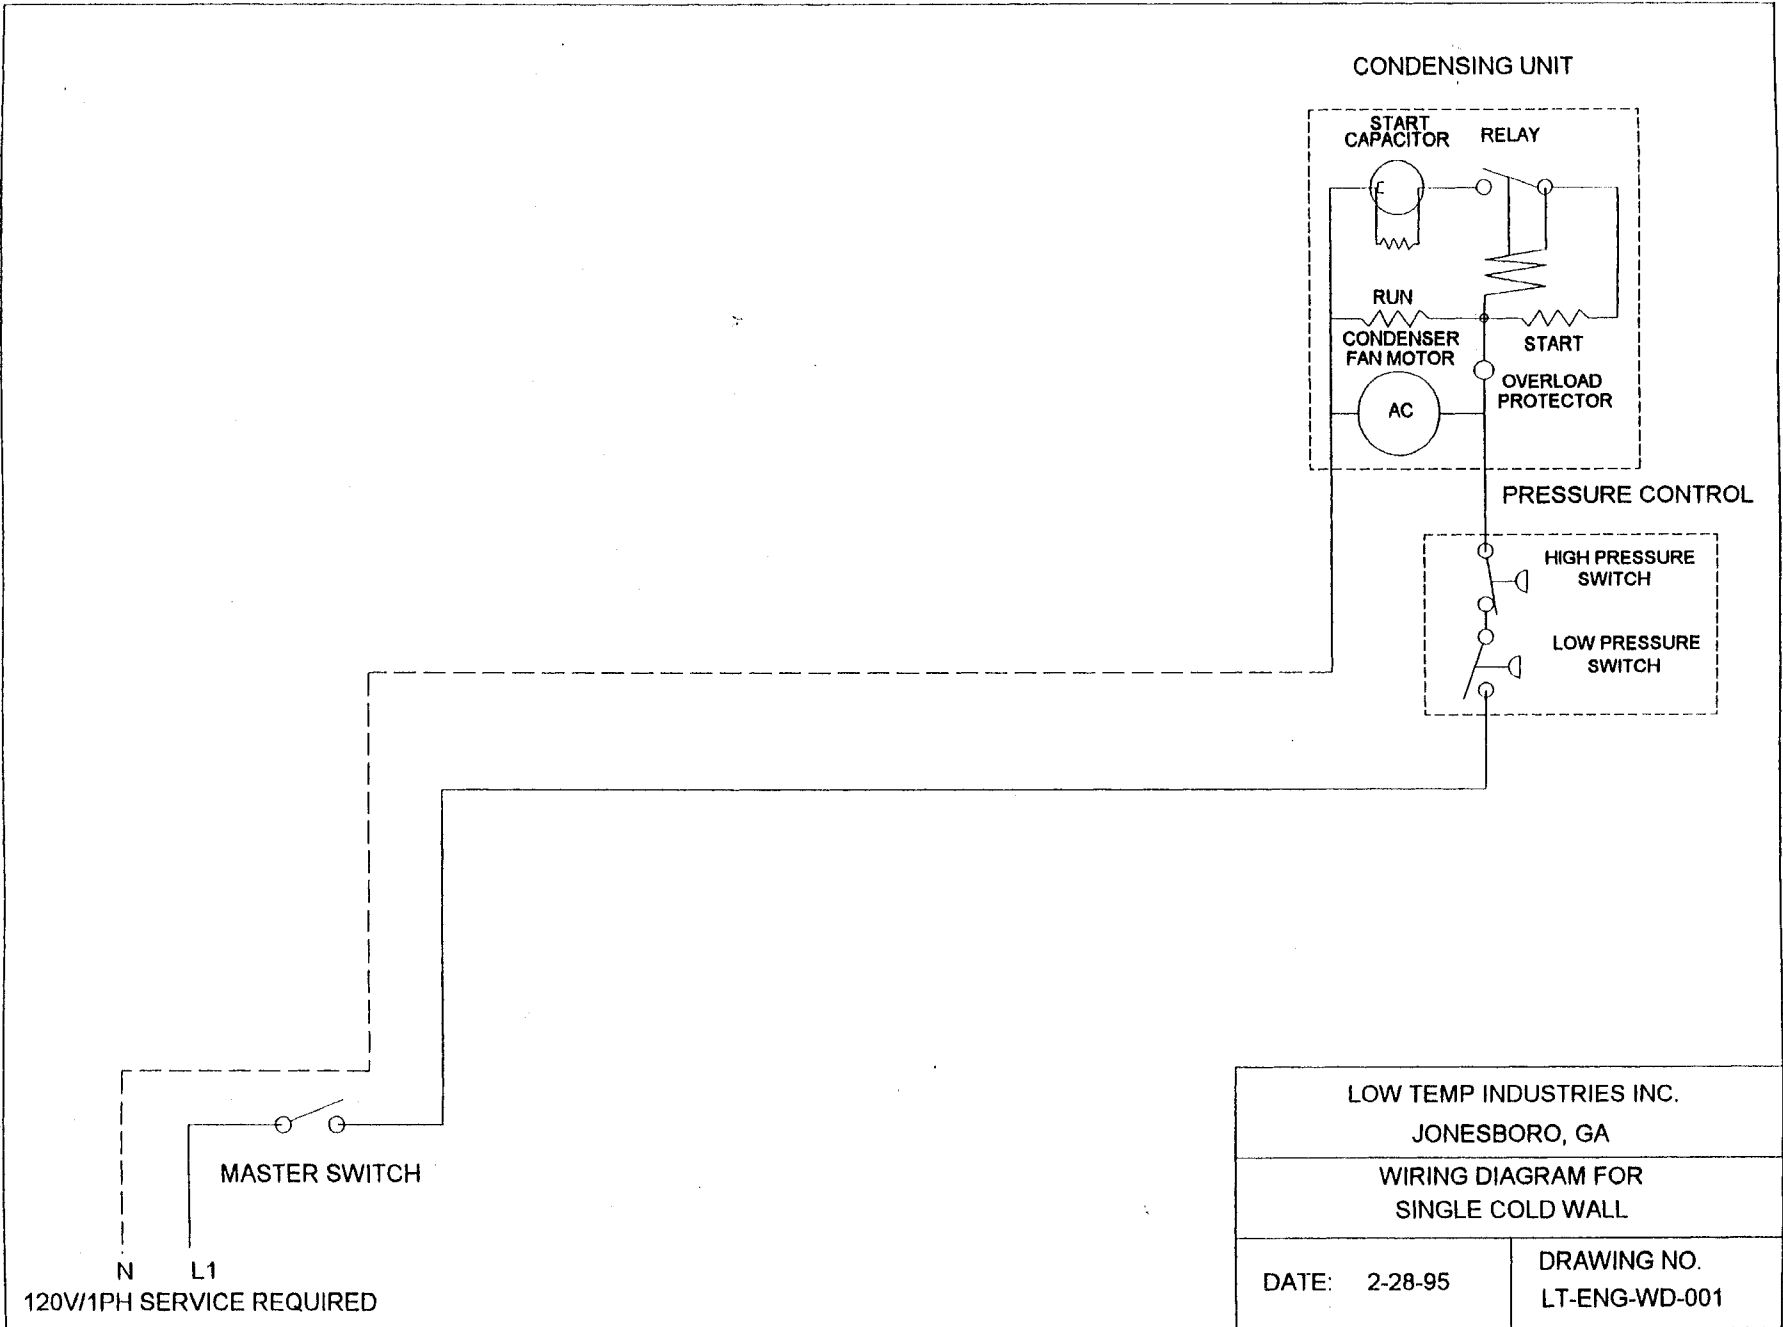 CONDENSING UNIT
START
CAPACITOR
RELAY
RUN
CONDENSER
FAN MOTOR
START
AC
OVERLOAD
PROTECTOR
PRESSURE CONTROL
HIGH PRESSURE
SWITCH
LOW PRESSURE
SWITCH
MASTER SWITCH
N L1
120V/1PH SERVICE REQUIRED
LOW TEMP INDUSTRIES INC.
JONESBORO, GA
WIRING DIAGRAM FOR
SINGLE COLD WALL
DATE: 2-28-95
DRAWING NO.
LT-ENG-WD-001